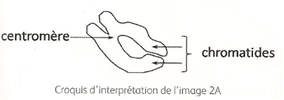 centromère
chromatides
Croquis d'interprétation de l'image 2A